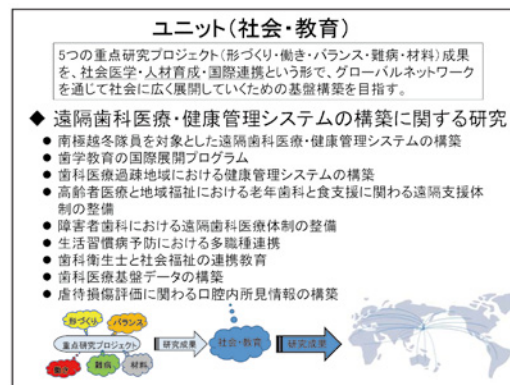 ユニット(社会・教育)
5つの重点研究プロジェクト(形づくり・働き・バランス・難病・材料)成果
を、社会医学・人材育成・国際連携という形で、グローバルネットワーク
を通じて社会に広く展開していくための基盤構築を目指す。
◆ 遠隔歯科医療・健康管理システムの構築に関する研究
● 南極越冬隊員を対象とした遠隔歯科医療・健康管理システムの構築
● 歯学教育の国際展開プログラム
● 歯科医療過疎地域における健康管理システムの構築
● 高齢者医療と地域福祉における老年歯科と食支援に関わる遠隔支援体
制の整備
● 障害者歯科における遠隔歯科医療体制の整備
● 生活習慣病予防における多職種連携
● 歯科衛生士と社会福祉の連携教育
● 歯科医療基盤データの構築
● 虐待損傷評価に関わる口腔内所見情報の構築
形づくり
バランス
重点研究プロジェクト
働き
難病
材料
研究成果
社会・教育
研究成果